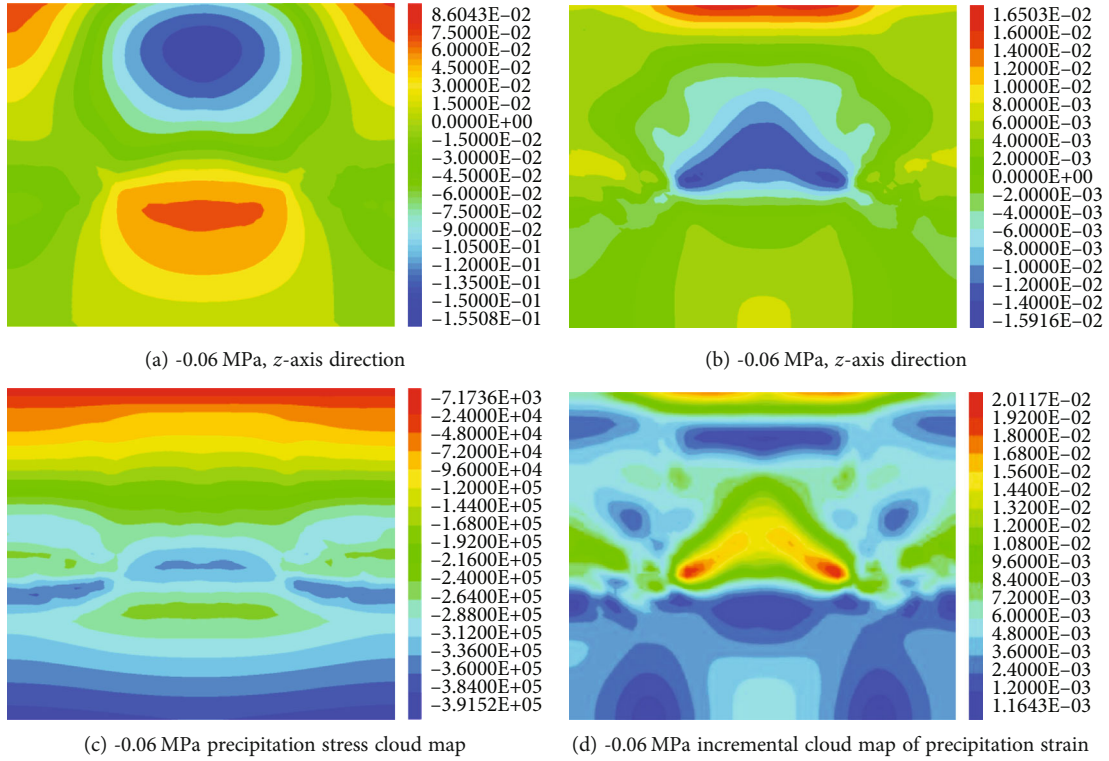 8.6043E–02
7.5000E–02
6.0000E–02
4.5000E–02
3.0000E–02
1.5000E–02
0.0000E+00
–1.5000E–02
–3.0000E–02
–4.5000E–02
–6.0000E–02
–7.5000E–02
–9.0000E–02
–1.0500E–01
–1.2000E–01
–1.3500E–01
–1.5000E–01
–1.5508E–01
(a) -0.06 MPa, z-axis direction
1.6503E–02
1.6000E–02
1.4000E–02
1.2000E–02
1.0000E–02
8.0000E–03
6.0000E–03
4.0000E–03
2.0000E–03
0.0000E+00
–2.0000E–03
–4.0000E–03
–6.0000E–03
–8.0000E–03
–1.0000E–02
–1.2000E–02
–1.4000E–02
–1.5916E–02
(b) -0.06 MPa, z-axis direction
–7.1736E+03
–2.4000E+04
–4.8000E+04
–7.2000E+04
–9.6000E+04
–1.2000E+05
–1.4400E+05
–1.6800E+05
–1.9200E+05
–2.1600E+05
–2.4000E+05
–2.6400E+05
–2.8800E+05
–3.1200E+05
–3.3600E+05
–3.6000E+05
–3.8400E+05
–3.9152E+05
(c) -0.06 MPa precipitation stress cloud map
2.0117E–02
1.9200E–02
1.8000E–02
1.6800E–02
1.5600E–02
1.4400E–02
1.3200E–02
1.2000E–02
1.0800E–02
9.6000E–03
8.4000E–03
7.2000E–03
6.0000E–03
4.8000E–03
3.6000E–03
2.4000E–03
1.2000E–03
1.1643E–03
(d) -0.06 MPa incremental cloud map of precipitation strain